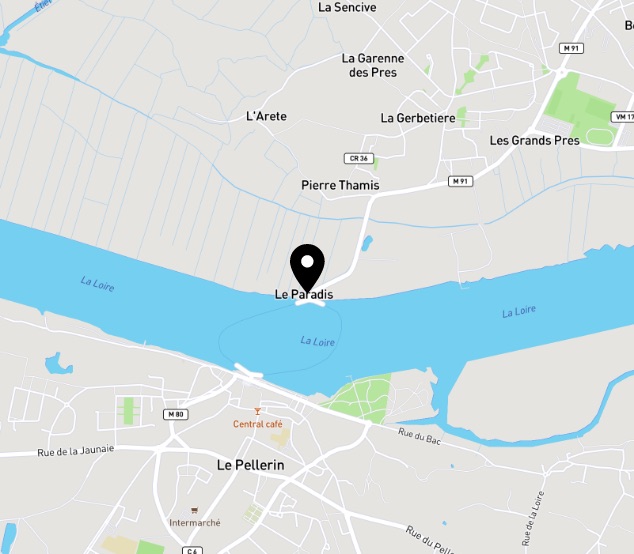 Étier
La Sencive
B
M 91
La Garenne
des Pres
L'Arete
La Gerbetiere
VM 17
Les Grands Pres
CR 36
Pierre Thamis
M 91
La Loire
Le Paradis
La Loire
La Loire
M 80
Central café
Rue du Bac
Rue de la Jaunaie
Le Pellerin
Intermarché
Rue de la Loire
Rue du Pelle
C 6